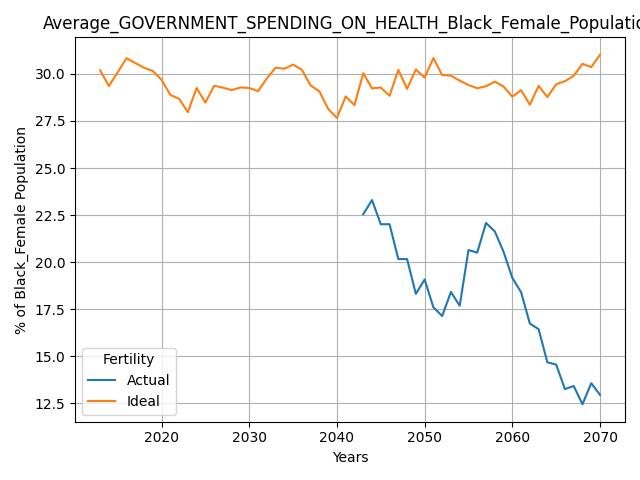 Average_GOVERNMENT_SPENDING_ON_HEALTH_Black_Female_Population
% of Black_Female Population
30.0
27.5
25.0
22.5
20.0
17.5
15.0
12.5
Fertility
Actual
Ideal
2020 2030 2040 2050 2060 2070
Years